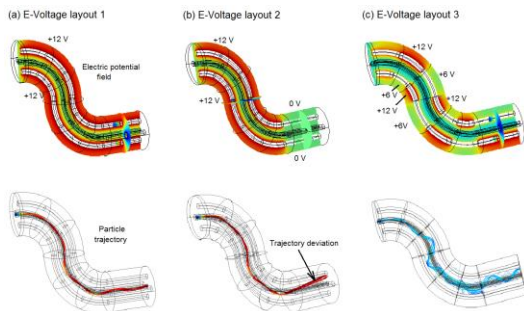 (a) E-Voltage layout 1
(b) E-Voltage layout 2
(c) E-Voltage layout 3
+12 V
Electric potential
field
+12 V
+12 V
+12 V
0 V
0 V
+12 V
+6 V
+6 V
+12 V
+12 V
+6V
Particle
trajectory
Trajectory deviation